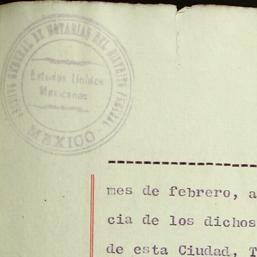 GENERAL DE NOTARIAS DEL DISTRITO FEDERAL
Estados Unidos
Mexicanos
MEXICO
mes de febrero, a
cia de los dichos
de esta Ciudad, T